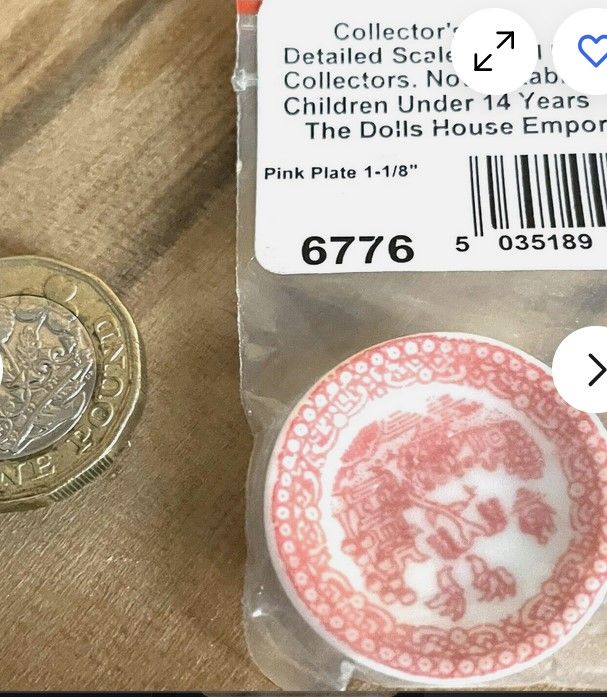 Collector's
Detailed Scale
Collectors. No
Children Under 14 Years
The Dolls House Empor
Pink Plate 1-1/8"
6776
5 035189
NE POUND